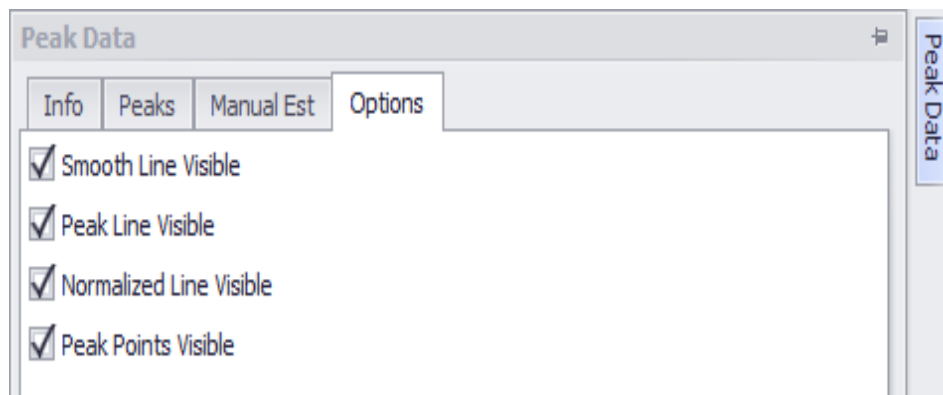 Peak Data
Info Peaks Manual Est Options
Smooth Line Visible
Peak Line Visible
Normalized Line Visible
Peak Points Visible
Peak Data